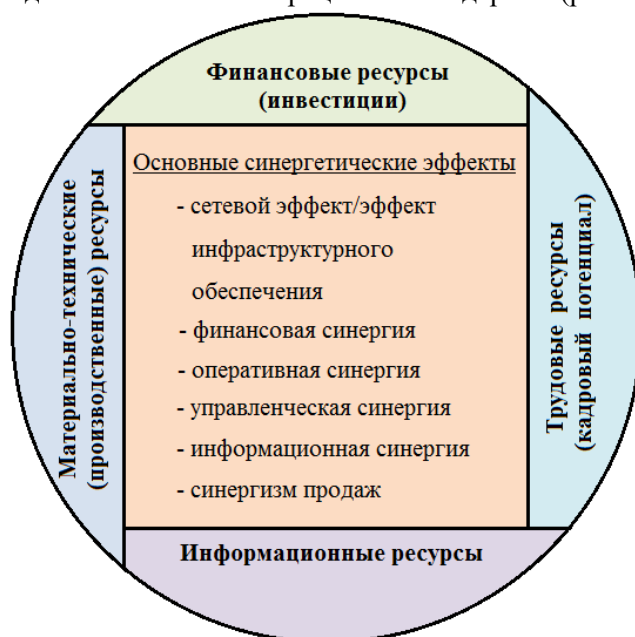 Финансовые ресурсы
(инвестиции)
Материально-технические
(производственные) ресурсы
Основные синергетические эффекты
- сетевой эффект/эффект
инфраструктурного
обеспечения
- финансовая синергия
- оперативная синергия
- управленческая синергия
- информационная синергия
- синергизм продаж
Трудовые ресурсы
(кадровый потенциал)
Информационные ресурсы